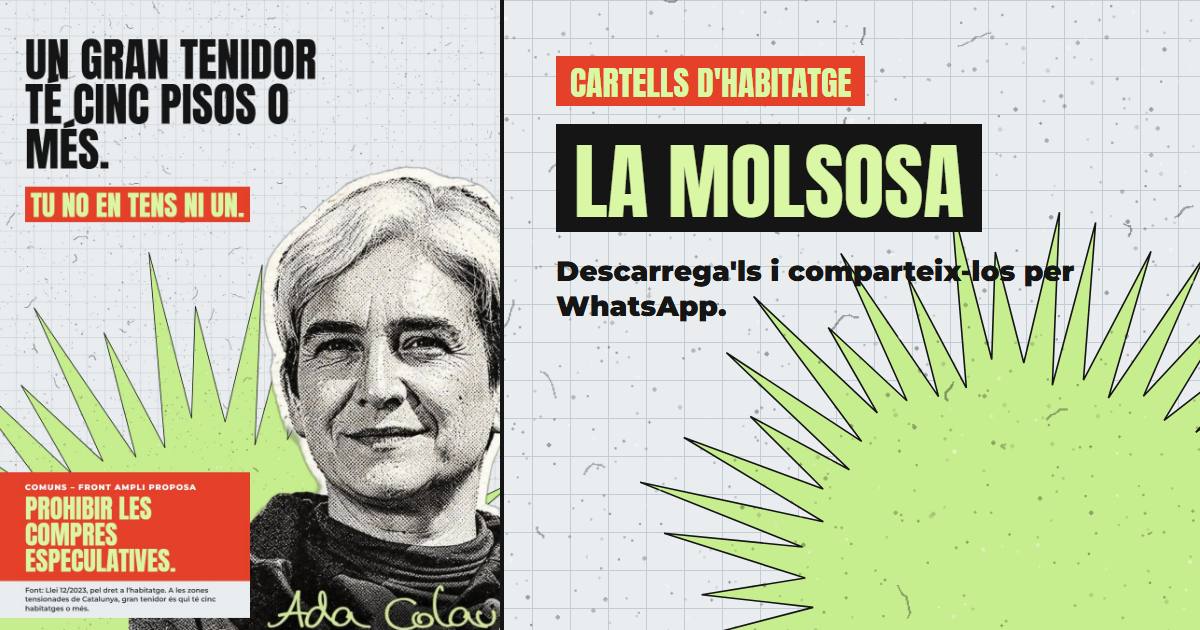 UN GRAN TENIDOR
TÉ CINC PISOS O
MÉS.
TU NO EN TENS NI UN.
COMUNS – FRONT AMPLI PROPOSA
PROHIBIR LES
COMPRES
ESPECULATIVES.
Font: Llei 12/2023, pel dret a l'habitatge. A les zones
tensionades de Catalunya, gran tenidor és qui té cinc
habitatges o més.
Ada Colau
CARTELLS D'HABITATGE
LA MOLSOSA
Descarrega'ls i comparteix-los per
WhatsApp.